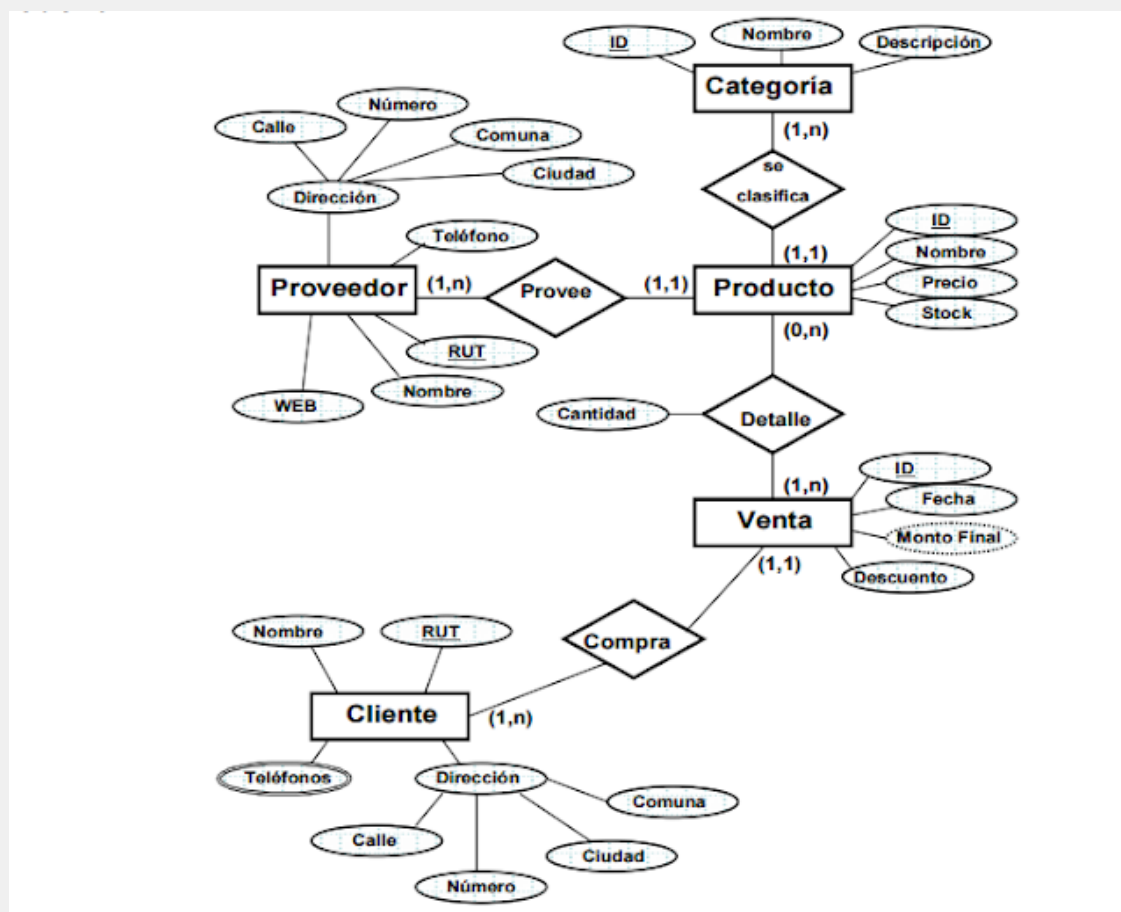 ID
Nombre
Descripción
Categoría
(1,n)
se
clasifica
(1,1)
Número
Calle
Comuna
Ciudad
Dirección
Teléfono
Proveedor
(1,n)
Provee
(1,1)
Producto
(0,n)
ID
Nombre
Precio
Stock
RUT
Nombre
WEB
Cantidad
Detalle
(1,n)
Venta
(1,1)
ID
Fecha
Monto Final
Descuento
Compra
Nombre
RUT
Cliente
(1,n)
Teléfonos
Dirección
Comuna
Calle
Ciudad
Número